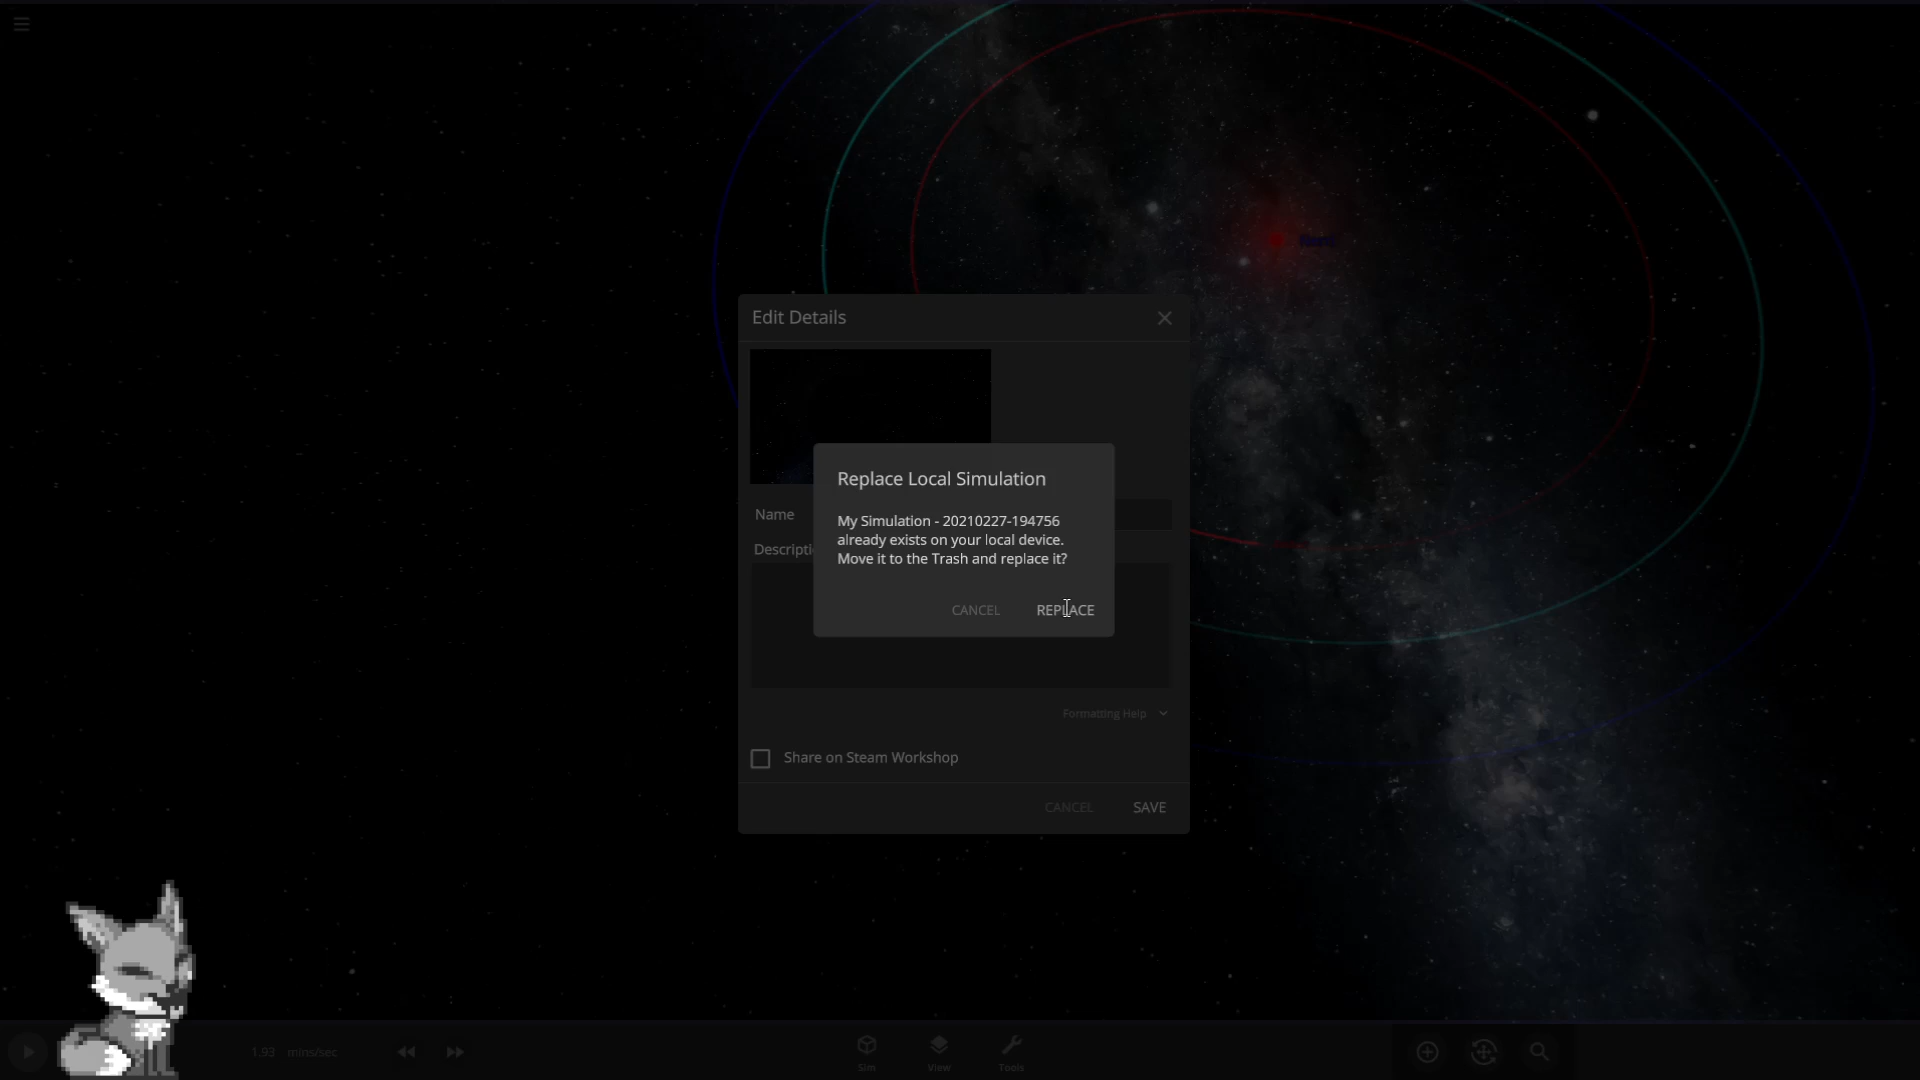 Edit Details
Replace Local Simulation
My Simulation - 20210227-194756
already exists on your local device.
Move it to the Trash and replace it?
CANCEL REPLACE
Name
Descripti
Formatting Help
Share on Steam Workshop
CANCEL SAVE
1.93 mins/sec
Sim View Tools